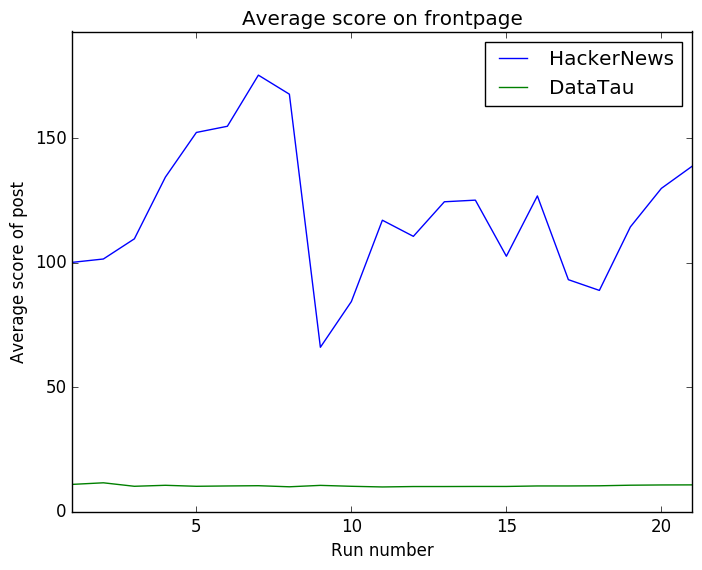 Average score on frontpage
HackerNews
DataTau
Average score of post
150
100
50
0
5 10 15 20
Run number